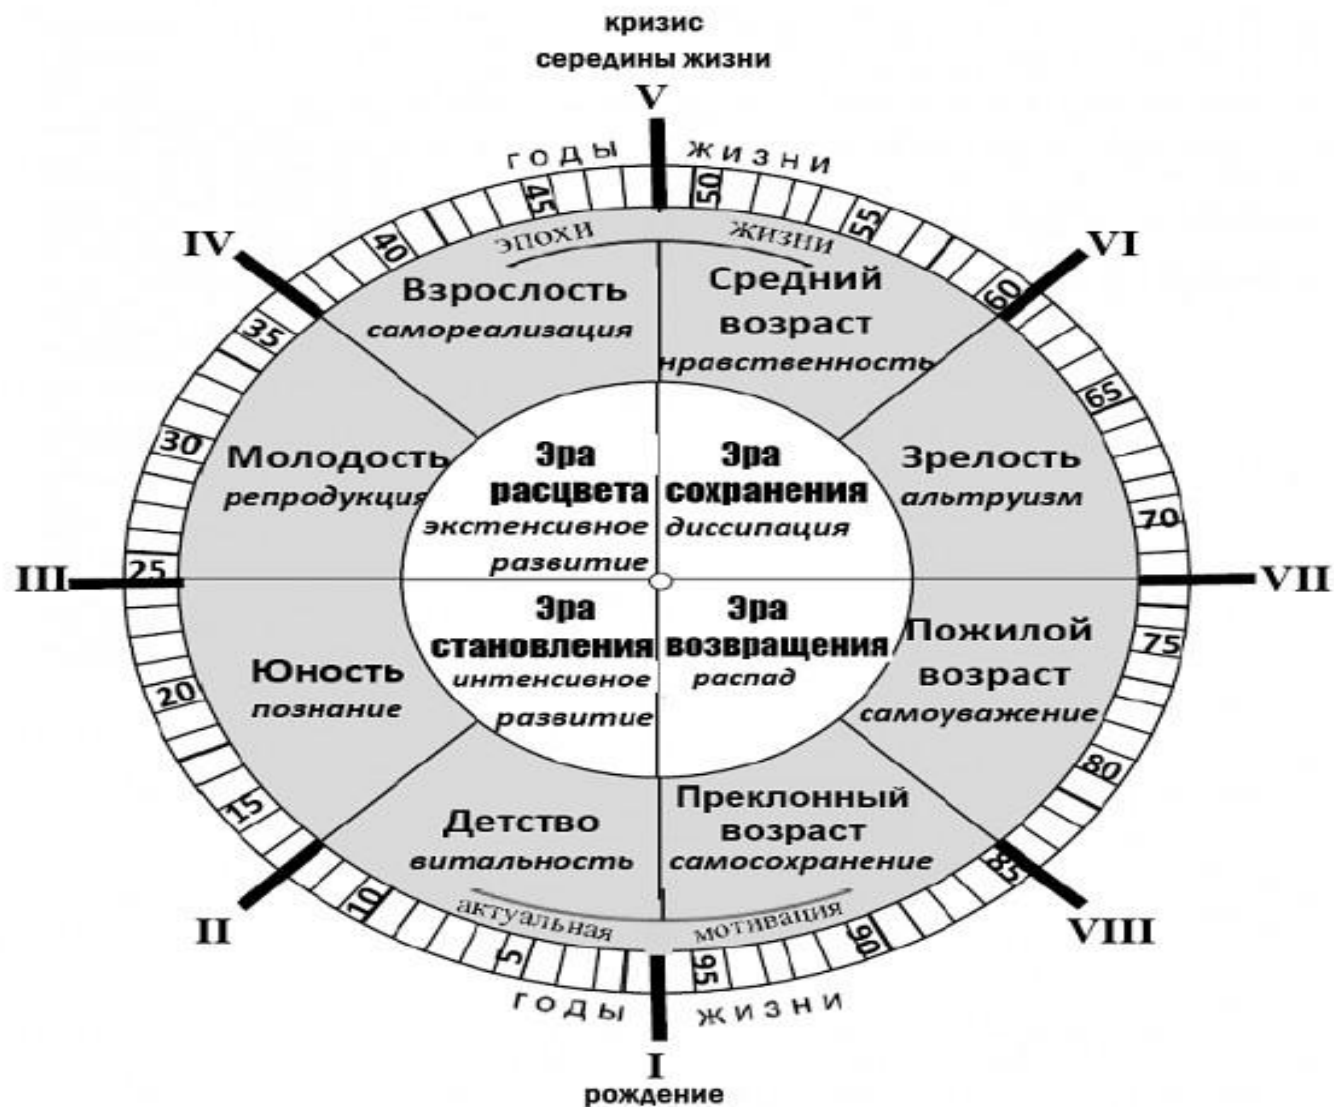 кризис
середины жизни
V
годы жизни
45
50
эпохи жизни
40
55
IV
VI
60
Взрослость
самореализация
Средний
возраст
нравственность
35
65
30
70
Молодость
репродукция
Эра
расцвета
экстенсивное
развитие
Эра
сохранения
диссипация
Зрелость
альтруизм
III
25
VII
75
Юность
познание
Эра
становления
интенсивное
развитие
Эра
возвращения
распад
Пожилой
возраст
самоуважение
20
80
15
85
Детство
витальность
Преклонный
возраст
самосохранение
II
VIII
10
90
актуальная мотивация
5
95
годы жизни
I
рождение